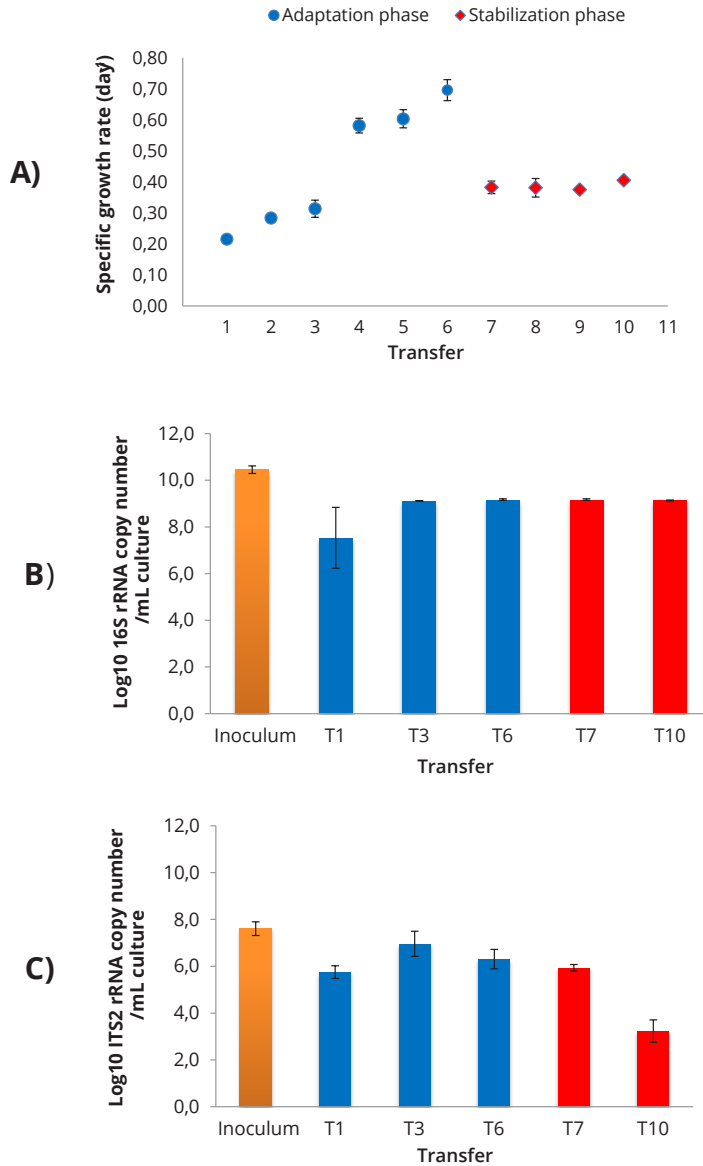 Adaptation phase Stabilization phase
A)
Specific growth rate (day)
0,80
0,70
0,60
0,50
0,40
0,30
0,20
0,10
0,00
1 2 3 4 5 6 7 8 9 10 11
Transfer
B)
Log10 16S rRNA copy number
/mL culture
12,0
10,0
8,0
6,0
4,0
2,0
0,0
Inoculum T1 T3 T6 T7 T10
Transfer
C)
Log10 ITS2 rRNA copy number
/mL culture
12,0
10,0
8,0
6,0
4,0
2,0
0,0
Inoculum T1 T3 T6 T7 T10
Transfer